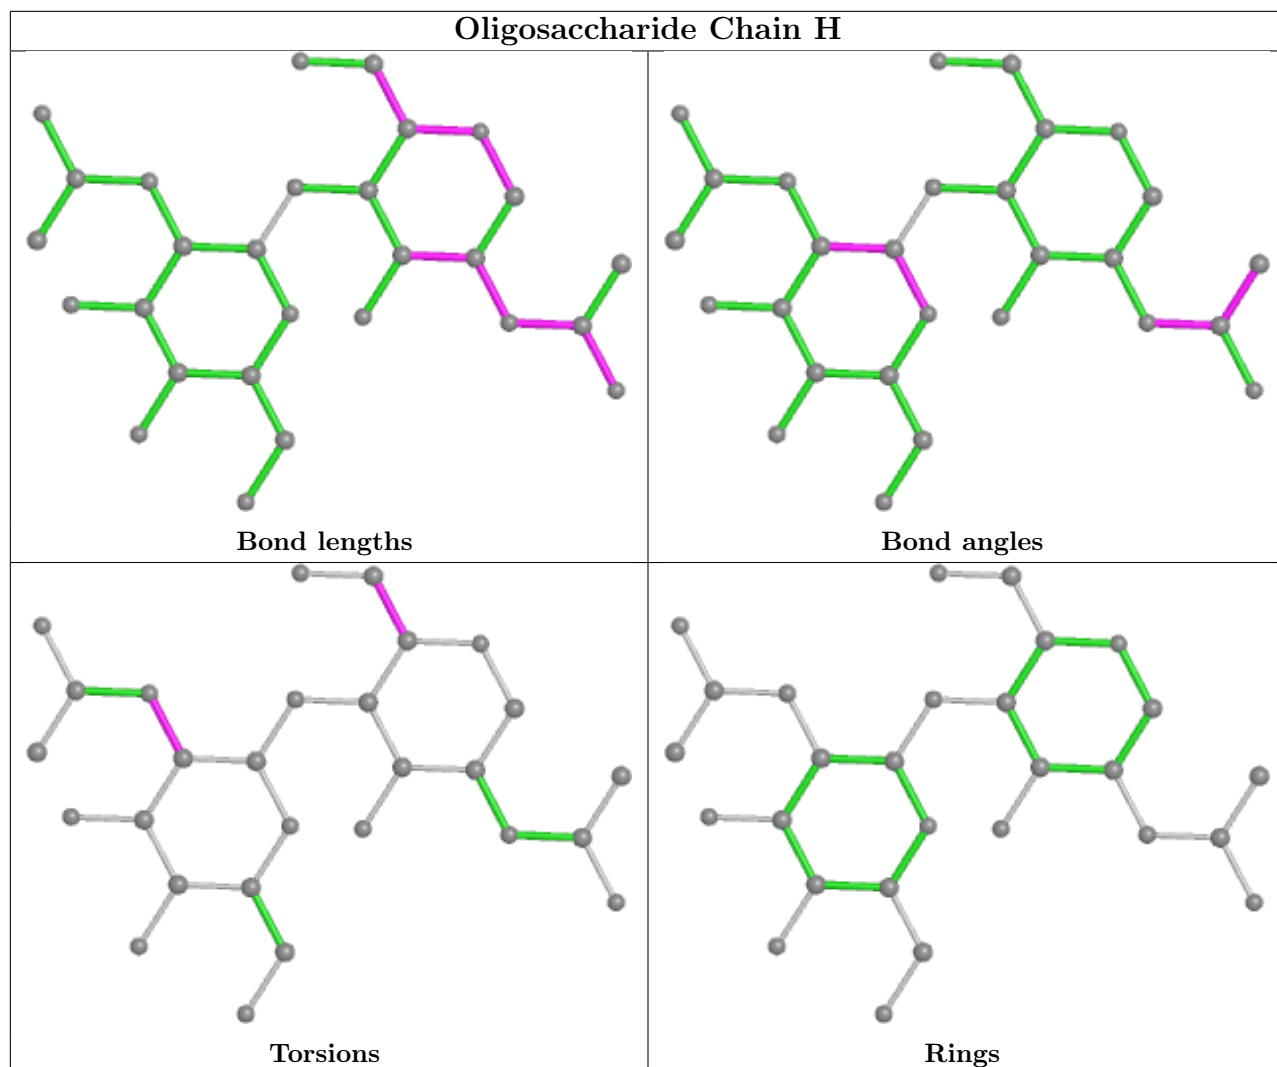 Oligosaccharide Chain H
Bond lengths
Bond angles
Torsions
Rings